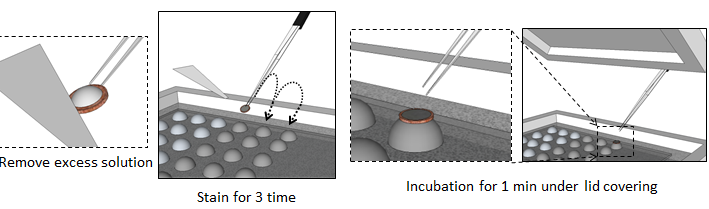 Remove excess solution
Stain for 3 time
Incubation for 1 min under lid covering